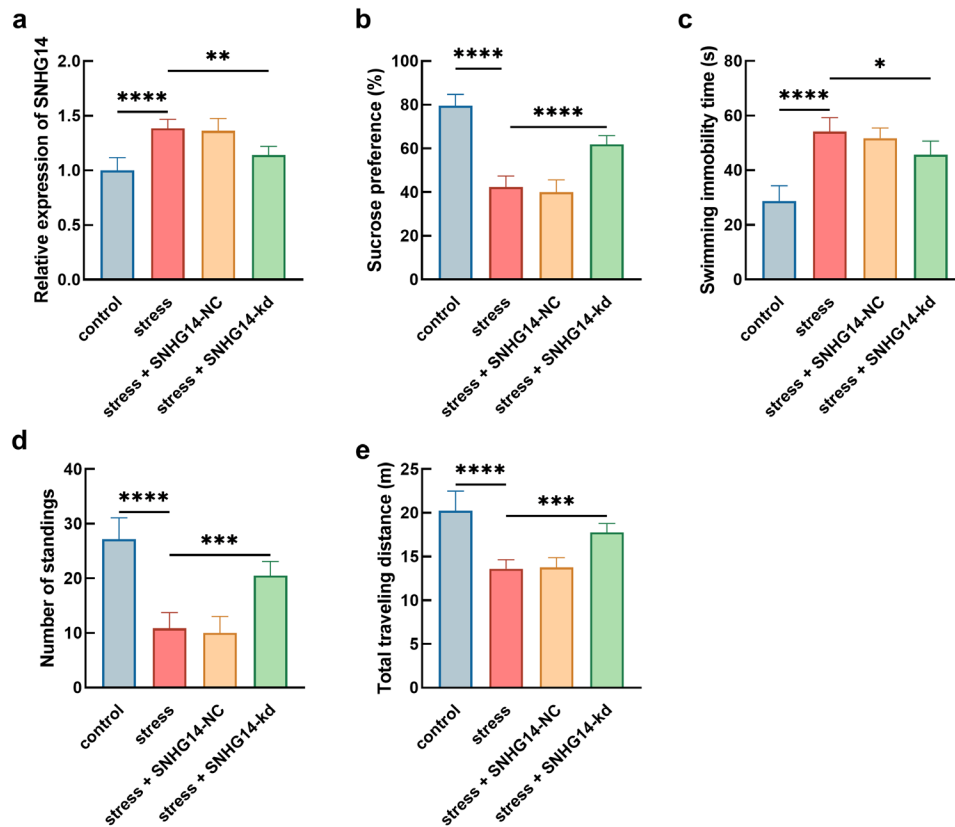 a
Relative expression of SNHG14
2.0
1.5
1.0
0.5
0.0
****
**
control
stress
stress + SNHG14-NC
stress + SNHG14-kd
b
Sucrose preference (%)
100
80
60
40
20
0
****
****
control
stress
stress + SNHG14-NC
stress + SNHG14-kd
c
Swimming immobility time (s)
80
60
40
20
0
****
*
control
stress
stress + SNHG14-NC
stress + SNHG14-kd
d
Number of standings
40
30
20
10
0
****
***
control
stress
stress + SNHG14-NC
stress + SNHG14-kd
e
Total traveling distance (m)
25
20
15
10
5
0
****
***
control
stress
stress + SNHG14-NC
stress + SNHG14-kd